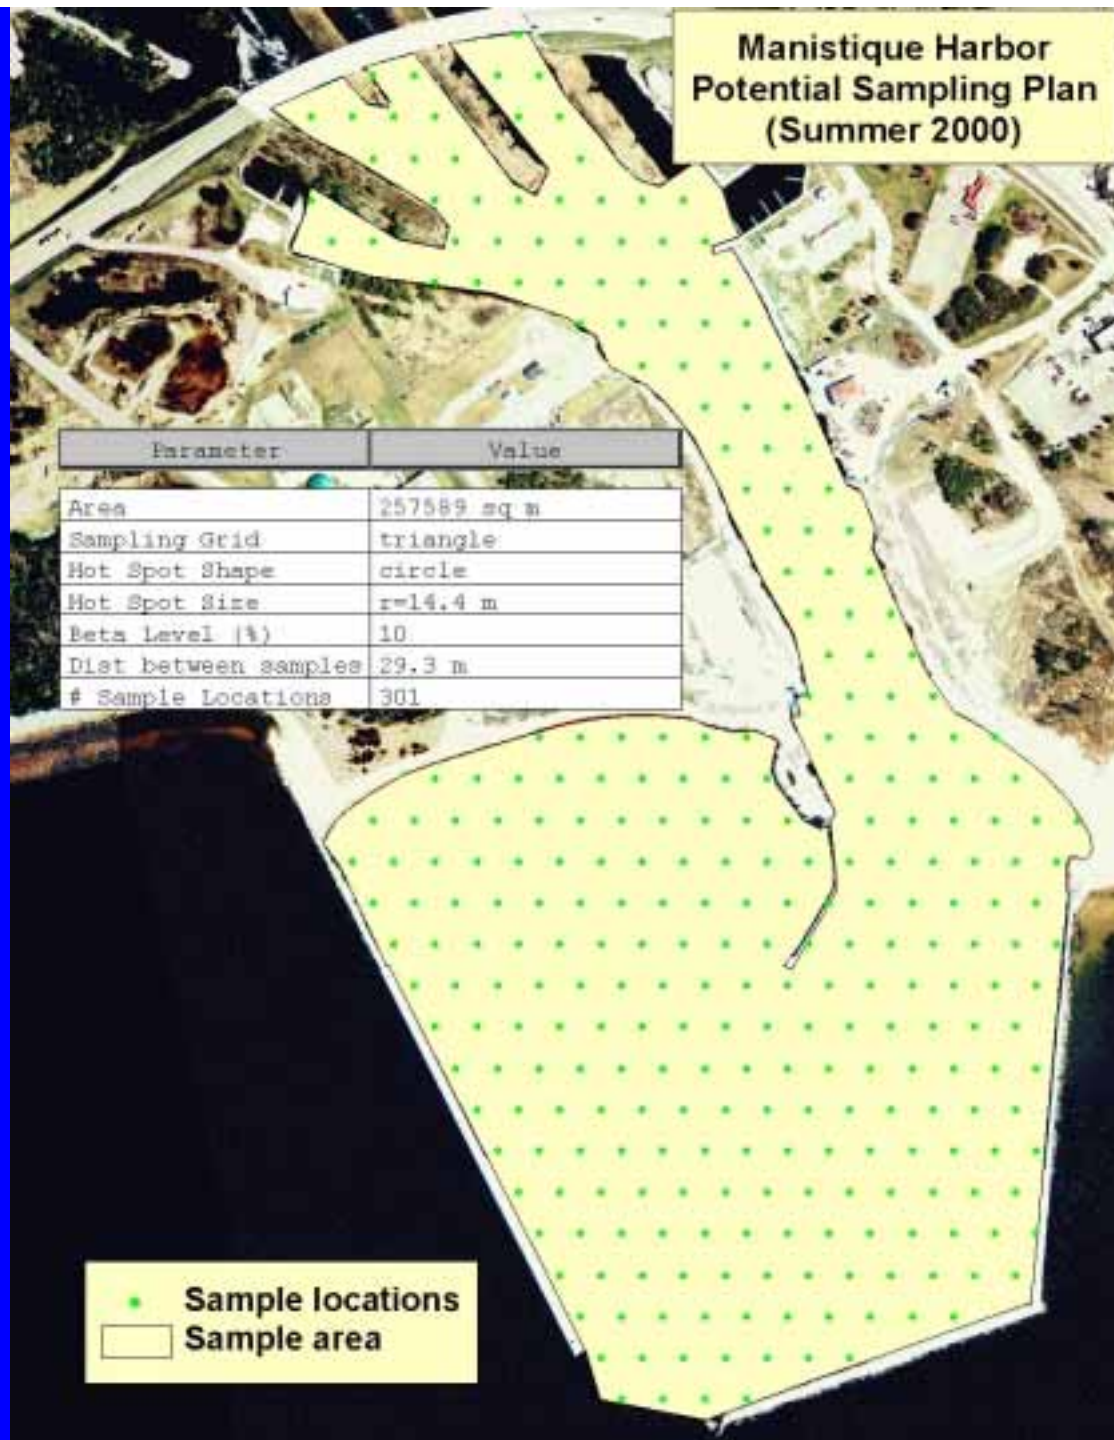 Manistique Harbor
Potential Sampling Plan
(Summer 2000)
Parameter Value
Area 257589 sq m
Sampling Grid triangle
Hot Spot Shape circle
Hot Spot Size r=14.4 m
Beta Level (%) 10
Dist between samples 29.3 m
# Sample Locations 301
Sample locations
Sample area